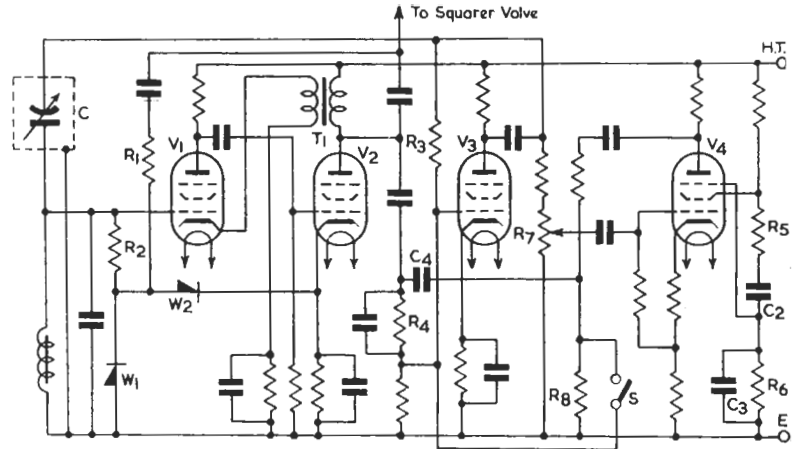 To Squarer Valve
H.T.
C
R1
V1
T1
V2
R3
V3
V4
R2
R7
R5
C4
W2
C2
R4
W1
R8
S
C3
R6
E